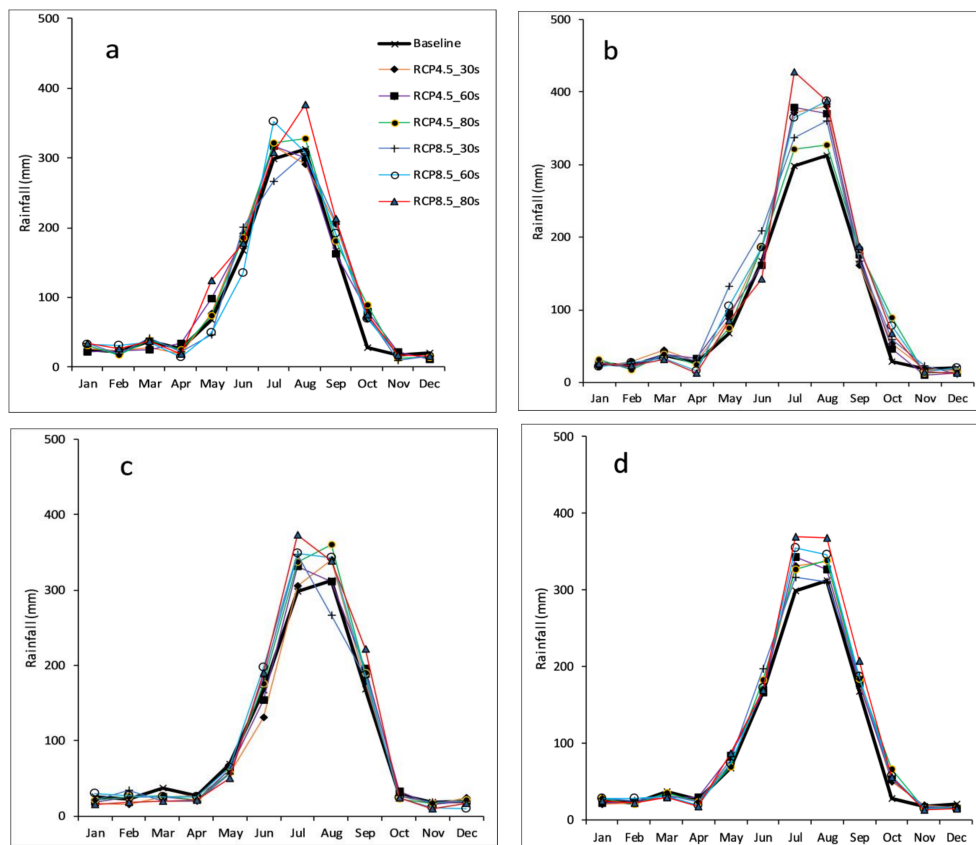 a
500
400
300
200
100
0
Rainfall (mm)
Jan Feb Mar Apr May Jun Jul Aug Sep Oct Nov Dec
Baseline
RCP4.5_30s
RCP4.5_60s
RCP4.5_80s
RCP8.5_30s
RCP8.5_60s
RCP8.5_80s
b
500
400
300
200
100
0
Rainfall (mm)
Jan Feb Mar Apr May Jun Jul Aug Sep Oct Nov Dec
c
500
400
300
200
100
0
Rainfall (mm)
Jan Feb Mar Apr May Jun Jul Aug Sep Oct Nov Dec
d
500
400
300
200
100
0
Rainfall (mm)
Jan Feb Mar Apr May Jun Jul Aug Sep Oct Nov Dec